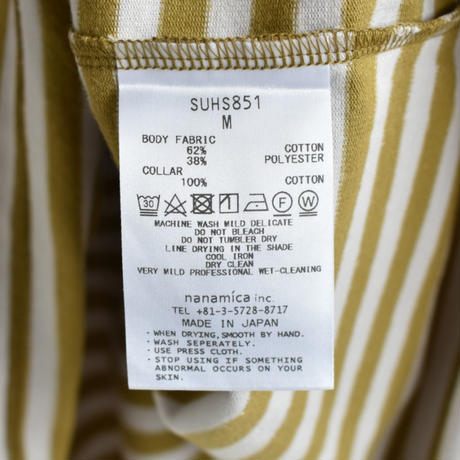 SUHS851
M
BODY FABRIC
62% COTTON
38% POLYESTER
COLLAR
100% COTTON
30 F W
MACHINE WASH MILD DELICATE
DO NOT BLEACH
DO NOT TUMBLER DRY
LINE DRYING IN THE SHADE
COOL IRON
DRY CLEAN
VERY MILD PROFESSIONAL WET-CLEANING
nanamica inc.
TEL +81-3-5728-8717
MADE IN JAPAN
・WHEN DRYING,SMOOTH BY HAND.
・WASH SEPERATELY.
・USE PRESS CLOTH.
・STOP USING IF SOMETHING
ABNORMAL OCCURS ON YOUR
SKIN.